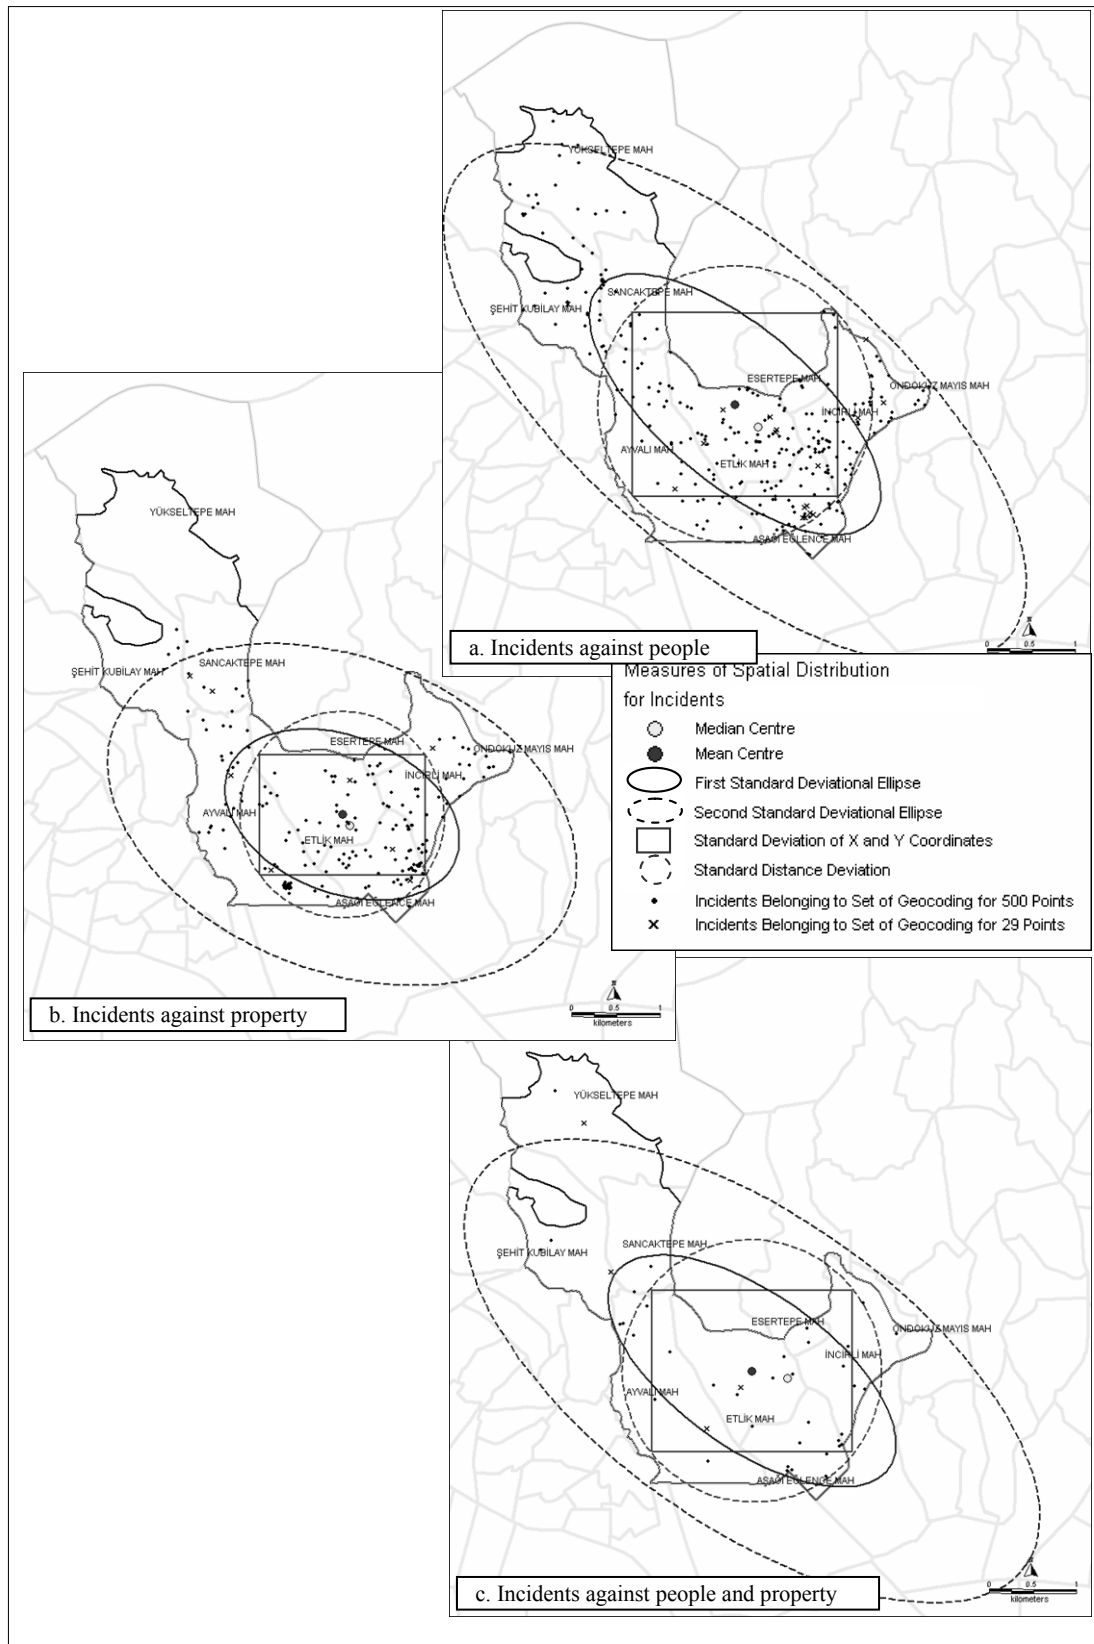 YÜKSELTEPE MAH
SANCAKTEPE MAH
ŞEHİT KUBİLAY MAH
ESERTEPE MAH
ONDOKUZ MAYIS MAH
İNCİRLİ MAH
AYVALI MAH
ETLİK MAH
AŞAĞI EĞLENCE MAH
N
0 0.5 1
a. Incidents against people
YÜKSELTEPE MAH
SANCAKTEPE MAH
ŞEHİT KUBİLAY MAH
ESERTEPE MAH
ONDOKUZ MAYIS MAH
İNCİRLİ MAH
AYVALI MAH
ETLİK MAH
AŞAĞI EĞLENCE MAH
N
0 0.5 1
kilometers
b. Incidents against property
Measures of Spatial Distribution
for Incidents
Median Centre
Mean Centre
First Standard Deviational Ellipse
Second Standard Deviational Ellipse
Standard Deviation of X and Y Coordinates
Standard Distance Deviation
Incidents Belonging to Set of Geocoding for 500 Points
Incidents Belonging to Set of Geocoding for 29 Points
YÜKSELTEPE MAH
SANCAKTEPE MAH
ŞEHİT KUBİLAY MAH
ESERTEPE MAH
ONDOKUZ MAYIS MAH
İNCİRLİ MAH
AYVALI MAH
ETLİK MAH
AŞAĞI EĞLENCE MAH
N
0 0.5 1
kilometers
c. Incidents against people and property